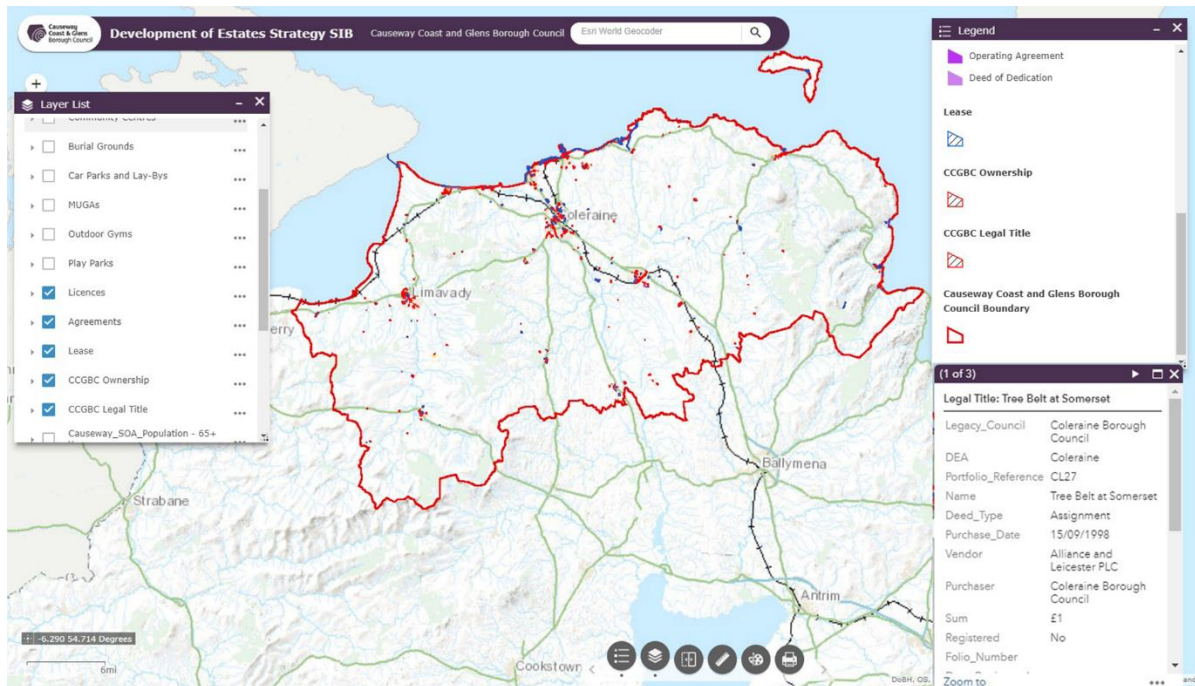 Causeway
Coast & Glens
Borough Council
Development of Estates Strategy SIB
Causeway Coast and Glens Borough Council
Esri World Geocoder
+
Layer List
Community Centres
Burial Grounds
Car Parks and Lay-Bys
MUGAs
Outdoor Gyms
Play Parks
Licences
Agreements
Lease
CCGBC Ownership
CCGBC Legal Title
Causeway_SOA_Population - 65+
Coleraine
Limavady
erry
Strabane
Ballymena
Antrim
Cookstown
-6.290 54.714 Degrees
6mi
Legend
Operating Agreement
Deed of Dedication
Lease
CCGBC Ownership
CCGBC Legal Title
Causeway Coast and Glens Borough
Council Boundary
(1 of 3)
Legal Title: Tree Belt at Somerset
Legacy_Council Coleraine Borough
Council
DEA Coleraine
Portfolio_Reference CL27
Name Tree Belt at Somerset
Deed_Type Assignment
Purchase_Date 15/09/1998
Vendor Alliance and
Leicester PLC
Purchaser Coleraine Borough
Council
Sum £1
Registered No
Folio_Number
Zoom to